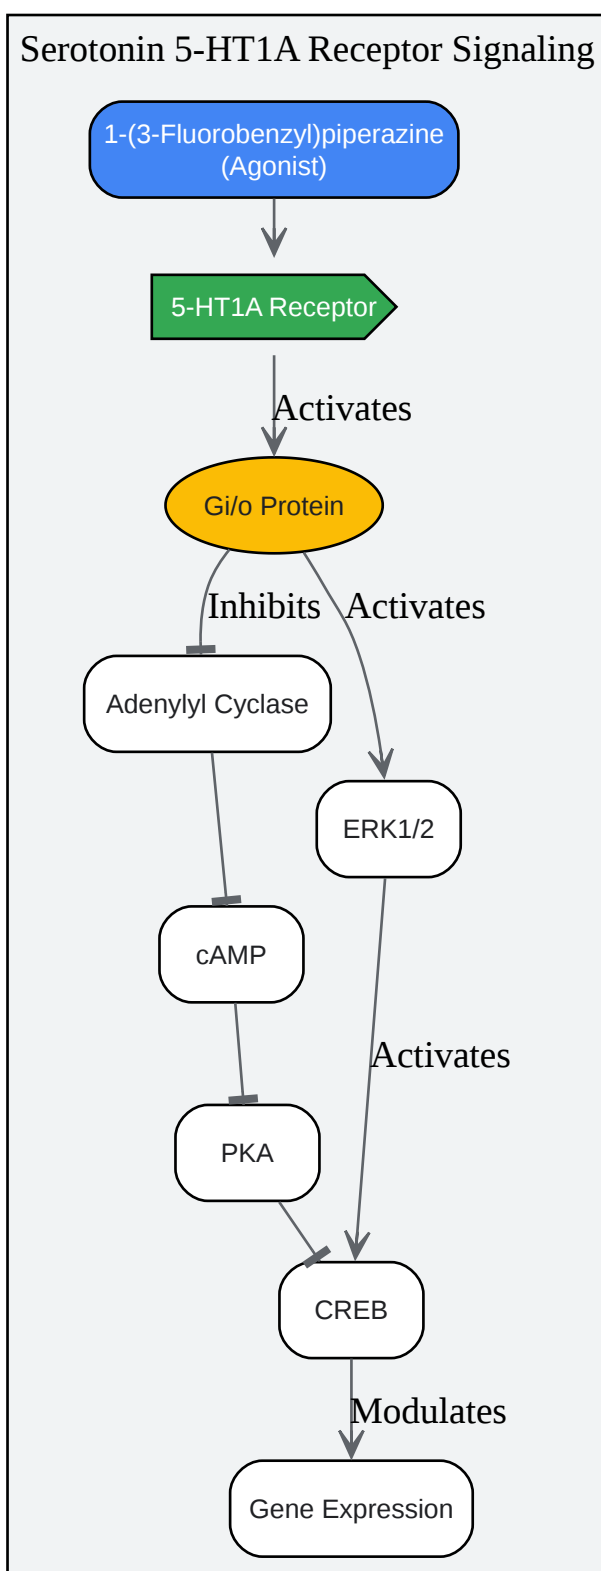 Serotonin 5-HT1A Receptor Signaling
1-(3-Fluorobenzyl)piperazine
(Agonist)
5-HT1A Receptor
Activates
Gi/o Protein
Inhibits
Activates
Adenylyl Cyclase
ERK1/2
cAMP
Activates
PKA
CREB
Modulates
Gene Expression